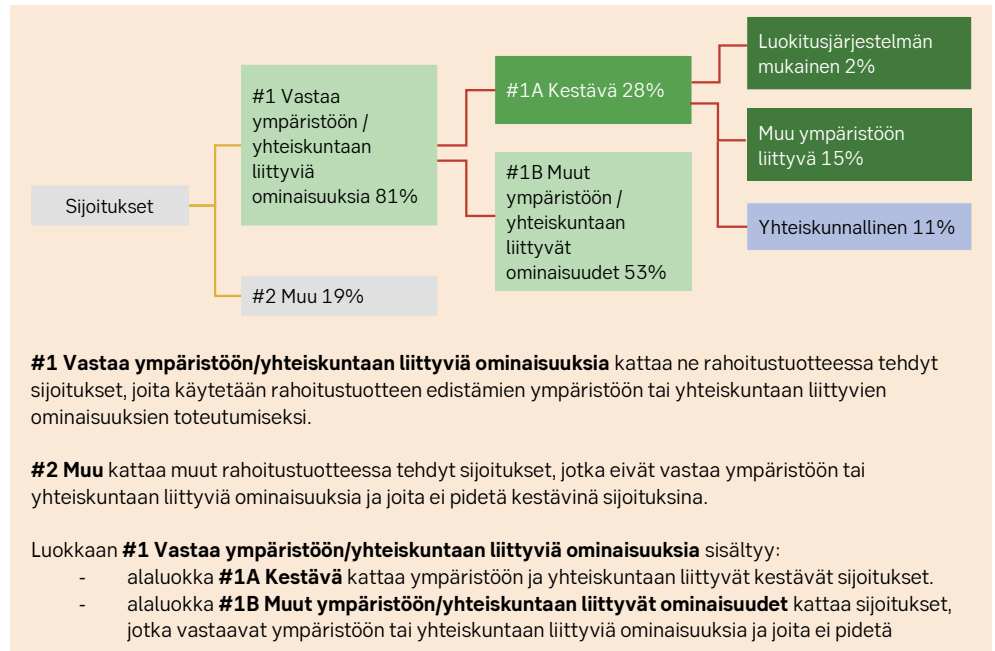 Sijoitukset
#1 Vastaa
ympäristöön /
yhteiskuntaan
liittyviä
ominaisuuksia 81%
#2 Muu 19%
#1A Kestävä 28%
#1B Muut
ympäristöön /
yhteiskuntaan
liittyvät
ominaisuudet 53%
Luokitusjärjestelmän
mukainen 2%
Muu ympäristöön
liittyvä 15%
Yhteiskunnallinen 11%
#1 Vastaa ympäristöön/yhteiskuntaan liittyviä ominaisuuksia kattaa ne rahoitustuotteessa tehdyt
sijoitukset, joita käytetään rahoitustuotteen edistämien ympäristöön tai yhteiskuntaan liittyvien
ominaisuuksien toteutumiseksi.
#2 Muu kattaa muut rahoitustuotteessa tehdyt sijoitukset, jotka eivät vastaa ympäristöön tai
yhteiskuntaan liittyviä ominaisuuksia ja joita ei pidetä kestävinä sijoituksina.
Luokkaan #1 Vastaa ympäristöön/yhteiskuntaan liittyviä ominaisuuksia sisältyy:
- alaluokka #1A Kestävä kattaa ympäristöön ja yhteiskuntaan liittyvät kestävät sijoitukset.
- alaluokka #1B Muut ympäristöön/yhteiskuntaan liittyvät ominaisuudet kattaa sijoitukset,
jotka vastaavat ympäristöön tai yhteiskuntaan liittyviä ominaisuuksia ja joita ei pidetä